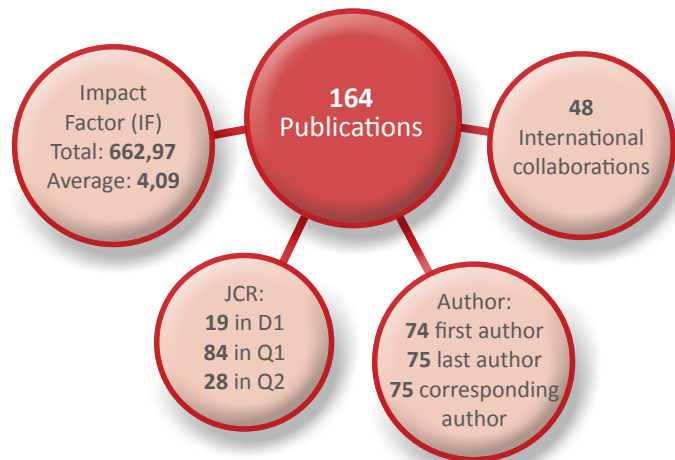 164
Publications
Impact
Factor (IF)
Total: 662,97
Average: 4,09
48
International
collaborations
JCR:
19 in D1
84 in Q1
28 in Q2
Author:
74 first author
75 last author
75 corresponding
author